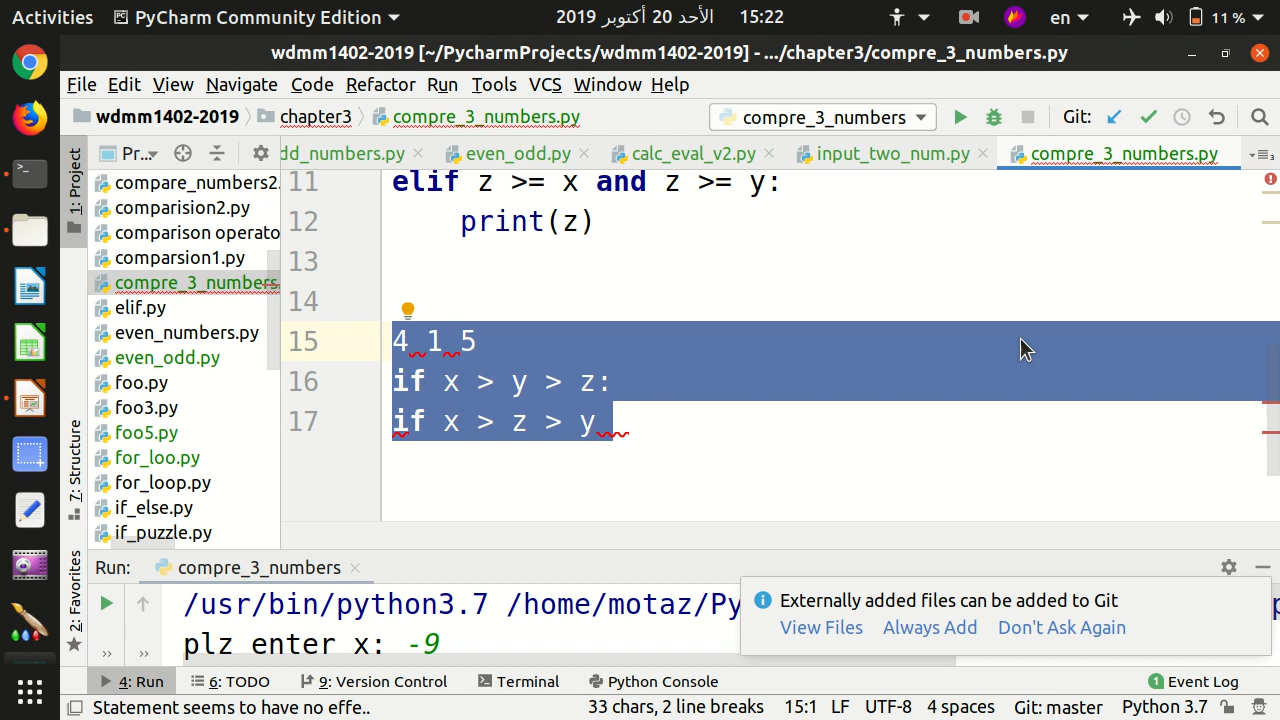 Activities PyCharm Community Edition الأحد 20 أكتوبر 2019 15:22 en 11 %
wdmm1402-2019 [~/PycharmProjects/wdmm1402-2019] - .../chapter3/compre_3_numbers.py
File Edit View Navigate Code Refactor Run Tools VCS Window Help
wdmm1402-2019 chapter3 compre_3_numbers.py compre_3_numbers Git:
1: Project
Pr... dd_numbers.py even_odd.py calc_eval_v2.py input_two_num.py compre_3_numbers.py 3
compare_numbers2.
comparision2.py
comparison operato
comparsion1.py
compre_3_numbers.
elif.py
even_numbers.py
even_odd.py
foo.py
foo3.py
foo5.py
for_loo.py
for_loop.py
if_else.py
if_puzzle.py
11 elif z >= x and z >= y:
12 print(z)
13
14
15 4 1 5
16 if x > y > z:
17 if x > z > y
7: Structure
2: Favorites
Run: compre_3_numbers
/usr/bin/python3.7 /home/motaz/Py
plz enter x: -9
Externally added files can be added to Git
View Files Always Add Don't Ask Again
4: Run 6: TODO 9: Version Control Terminal Python Console 1 Event Log
Statement seems to have no effe.. 33 chars, 2 line breaks 15:1 LF UTF-8 4 spaces Git: master Python 3.7